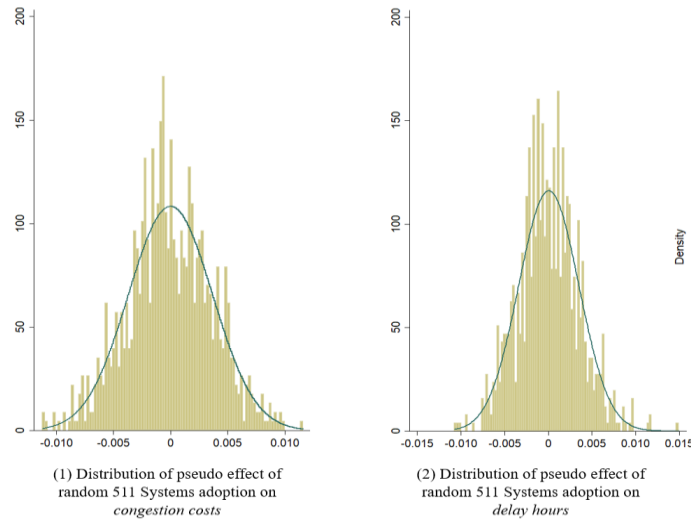 200
150
100
50
0
-0.010 -0.005 0 0.005 0.010
(1) Distribution of pseudo effect of
random 511 Systems adoption on
congestion costs
200
150
100
50
0
-0.015 -0.010 -0.005 0 0.005 0.010 0.015
Density
(2) Distribution of pseudo effect of
random 511 Systems adoption on
delay hours